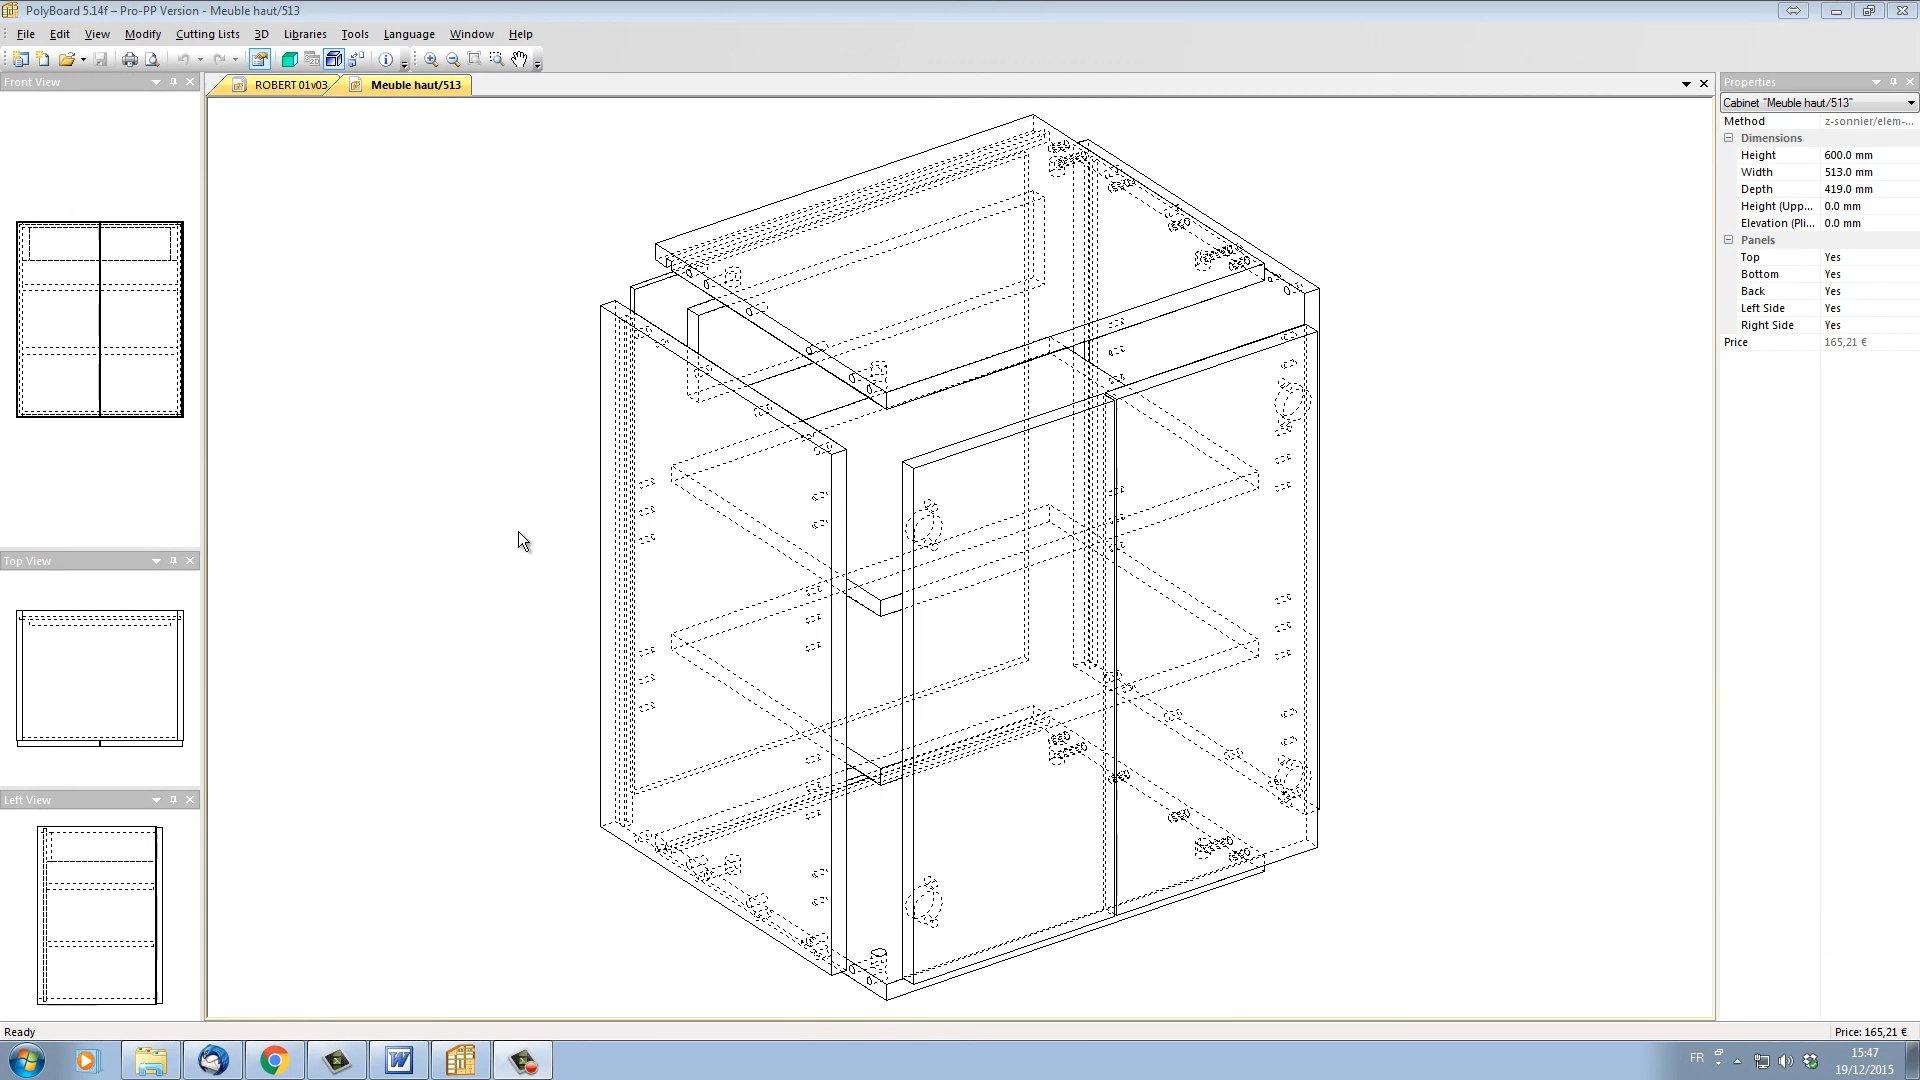 PolyBoard 5.14f – Pro-PP Version - Meuble haut/513
File Edit View Modify Cutting Lists 3D Libraries Tools Language Window Help
Front View
ROBERT 01v03
Meuble haut/513
Properties
Cabinet "Meuble haut/513"
Method z-sonnier/elem-...
Dimensions
Height 600.0 mm
Width 513.0 mm
Depth 419.0 mm
Height (Upp... 0.0 mm
Elevation (Pli... 0.0 mm
Panels
Top Yes
Bottom Yes
Back Yes
Left Side Yes
Right Side Yes
Price 165,21 €
Top View
Left View
Ready
Price: 165,21 €
FR
15:47
19/12/2015